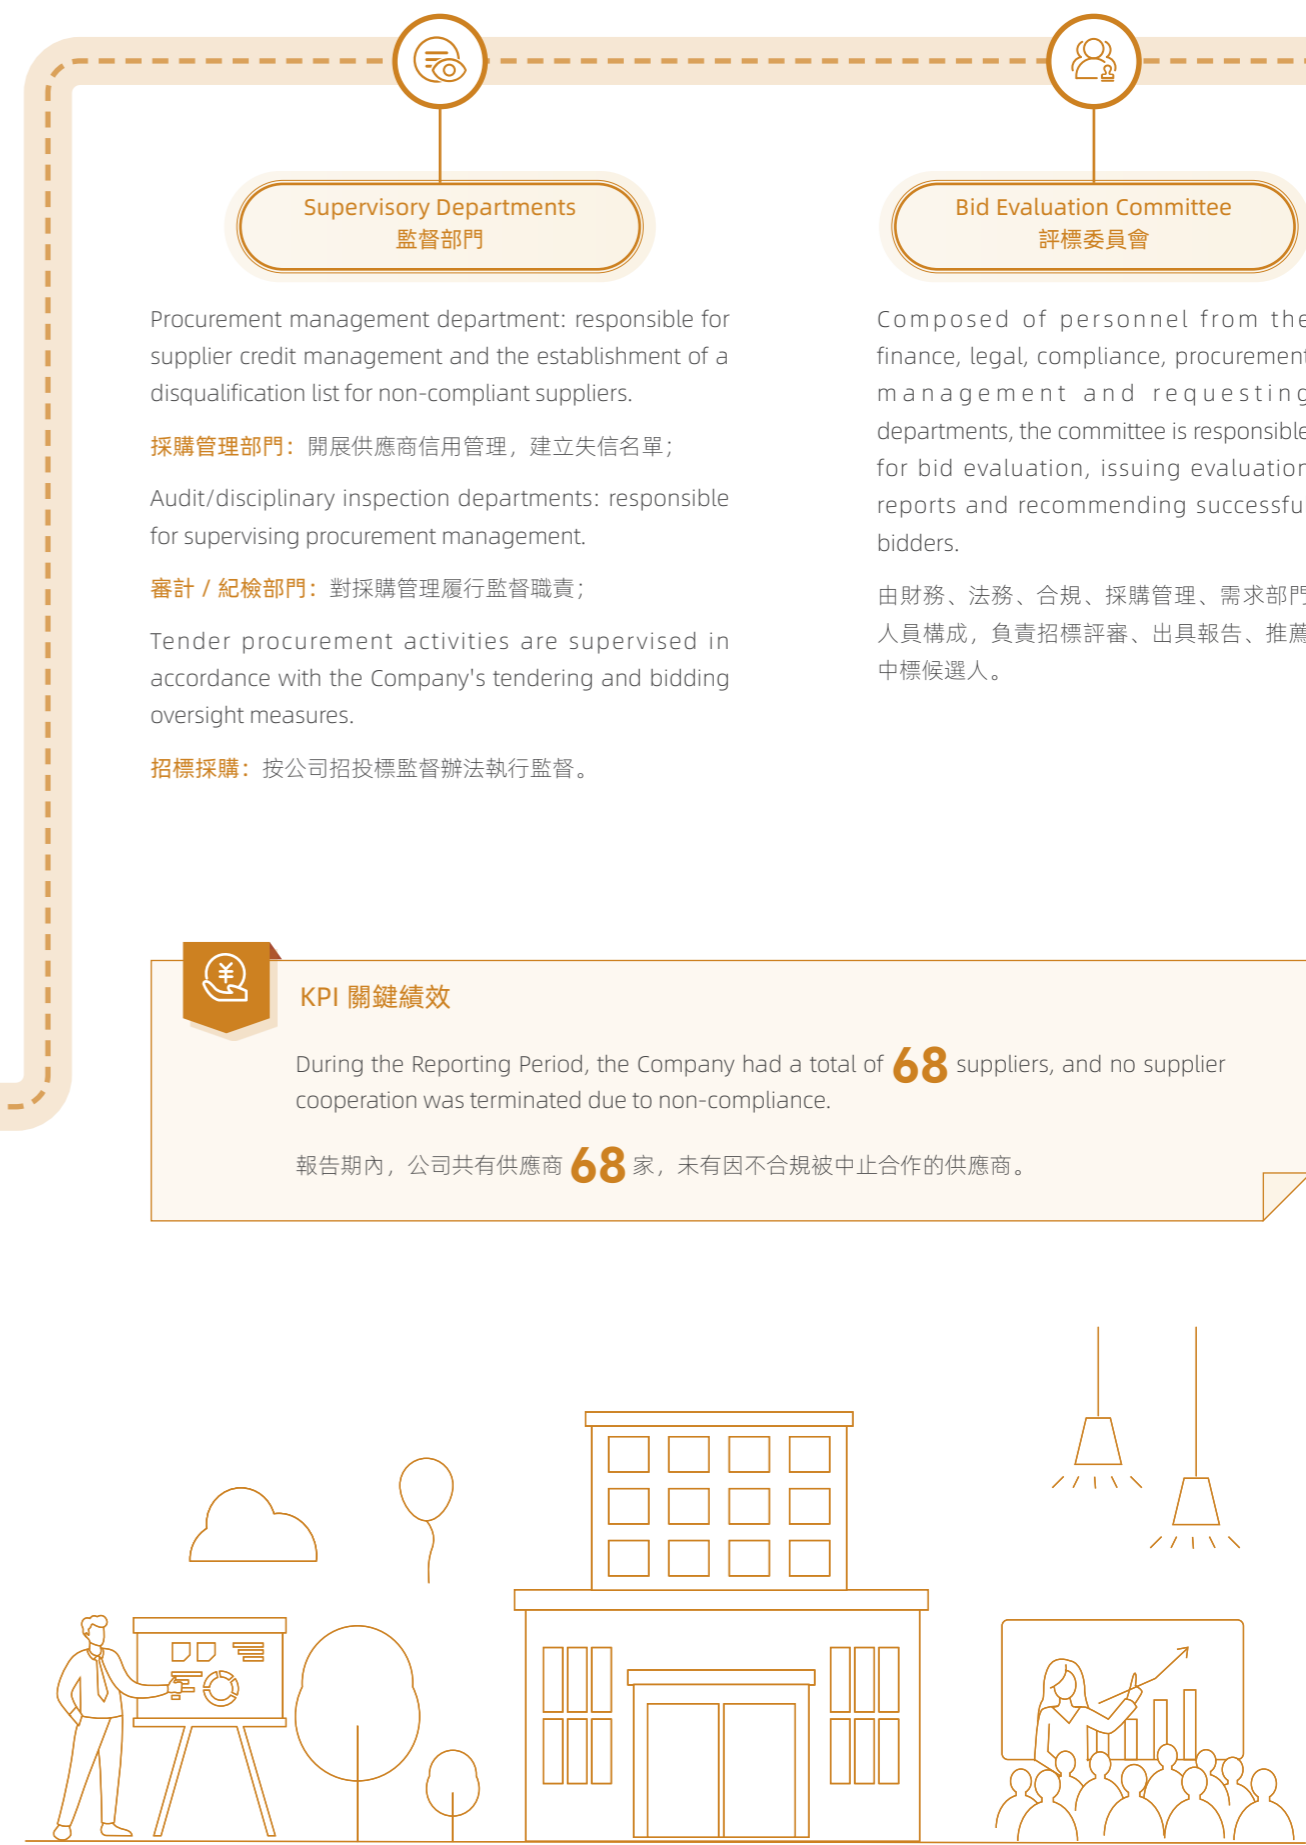 Supervisory Departments
監督部門
Procurement management department: responsible for
supplier credit management and the establishment of a
disqualification list for non-compliant suppliers.
採購管理部門：開展供應商信用管理，建立失信名單；
Audit/disciplinary inspection departments: responsible
for supervising procurement management.
審計 / 紀檢部門：對採購管理履行監督職責；
Tender procurement activities are supervised in
accordance with the Company's tendering and bidding
oversight measures.
招標採購：按公司招投標監督辦法執行監督。
Bid Evaluation Committee
評標委員會
Composed of personnel from the
finance, legal, compliance, procurement
management and requesting
departments, the committee is responsible
for bid evaluation, issuing evaluation
reports and recommending successfu
bidders.
由財務、法務、合規、採購管理、需求部門
人員構成，負責招標評審、出具報告、推薦
中標候選人。
KPI 關鍵績效
During the Reporting Period, the Company had a total of 68 suppliers, and no supplier
cooperation was terminated due to non-compliance.
報告期內，公司共有供應商 68 家，未有因不合規被中止合作的供應商。